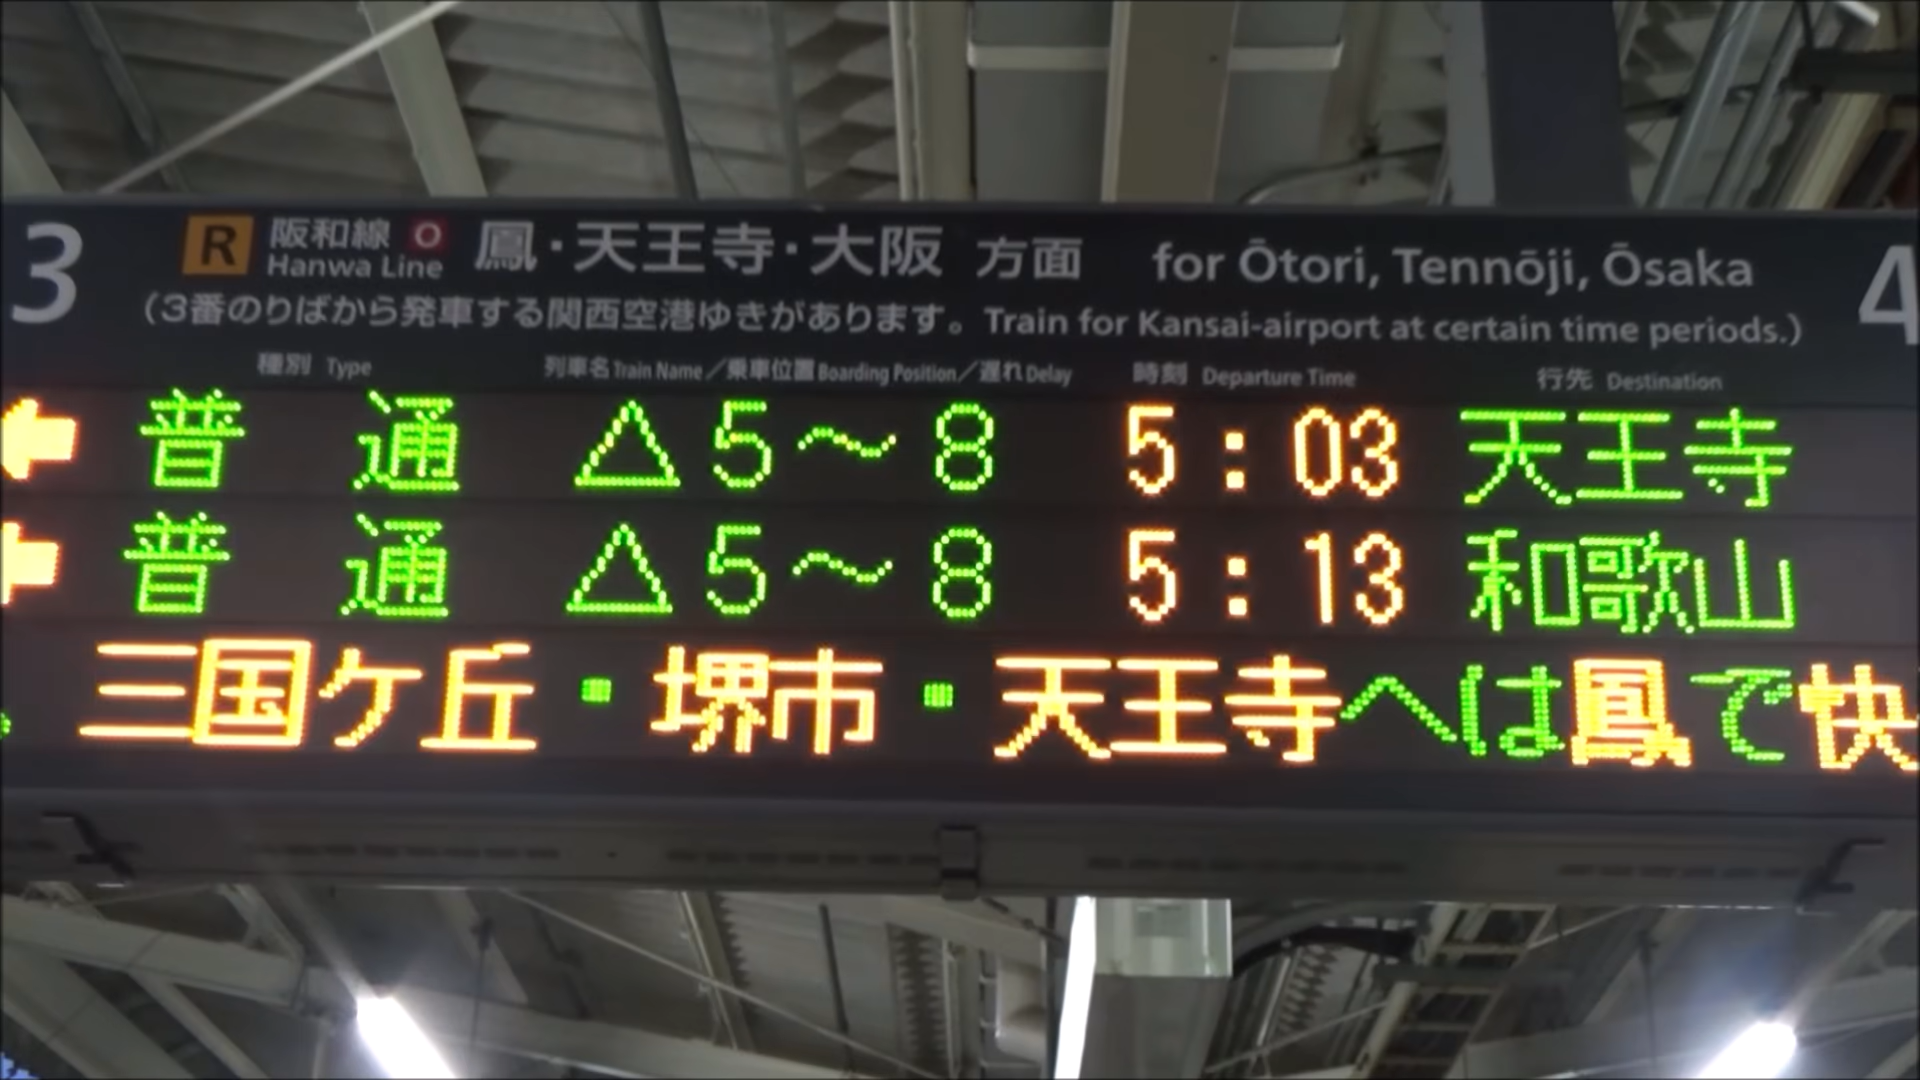 3 R 阪和線 O 鳳・天王寺・大阪 方面 for Ōtori, Tennōji, Ōsaka 4
Hanwa Line
(3番のりばから発車する関西空港ゆきがあります。 Train for Kansai-airport at certain time periods.)
種別 Type 列車名 Train Name／乗車位置 Boarding Position／遅れ Delay 時刻 Departure Time 行先 Destination
← 普通 △5～8 5:03 天王寺
← 普通 △5～8 5:13 和歌山
三国ケ丘・堺市・天王寺へは鳳で快